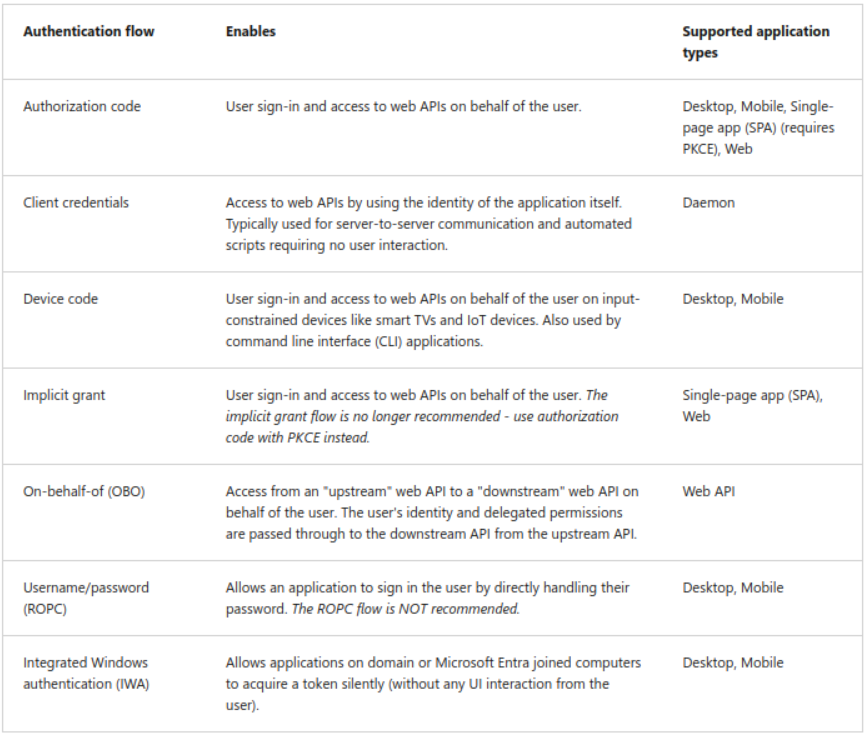 Authentication flow
Enables
Supported application
types
Authorization code
User sign-in and access to web APIs on behalf of the user.
Desktop, Mobile, Single-
page app (SPA) (requires
PKCE), Web
Client credentials
Access to web APIs by using the identity of the application itself.
Typically used for server-to-server communication and automated
scripts requiring no user interaction.
Daemon
Device code
User sign-in and access to web APIs on behalf of the user on input-
constrained devices like smart TVs and IoT devices. Also used by
command line interface (CLI) applications.
Desktop, Mobile
Implicit grant
User sign-in and access to web APIs on behalf of the user. The
implicit grant flow is no longer recommended - use authorization
code with PKCE instead.
Single-page app (SPA),
Web
On-behalf-of (OBO)
Access from an "upstream" web API to a "downstream" web API on
behalf of the user. The user's identity and delegated permissions
are passed through to the downstream API from the upstream API.
Web API
Username/password
(ROPC)
Allows an application to sign in the user by directly handling their
password. The ROPC flow is NOT recommended.
Desktop, Mobile
Integrated Windows
authentication (IWA)
Allows applications on domain or Microsoft Entra joined computers
to acquire a token silently (without any UI interaction from the
user).
Desktop, Mobile